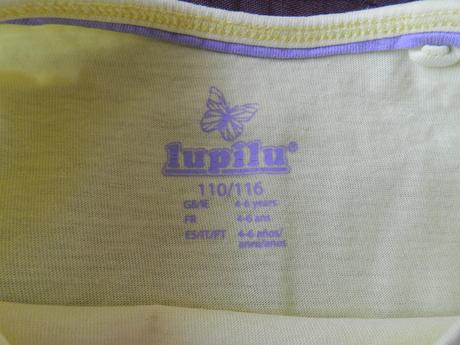 lupilu®
110/116
GB/IE 4-6 years
FR 4-6 ans
ES/IT/PT 4-6 años/
anni/anos